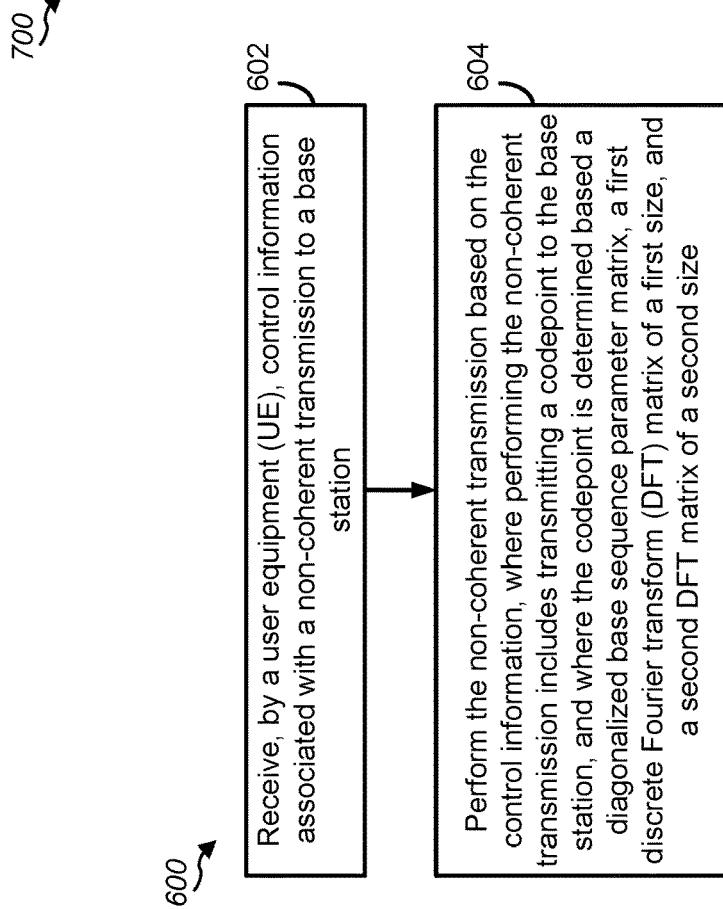 600
602
Receive, by a user equipment (UE), control information
associated with a non-coherent transmission to a base
station
604
Perform the non-coherent transmission based on the
control information, where performing the non-coherent
transmission includes transmitting a codepoint to the base
station, and where the codepoint is determined based a
diagonalized base sequence parameter matrix, a first
discrete Fourier transform (DFT) matrix of a first size, and
a second DFT matrix of a second size
700